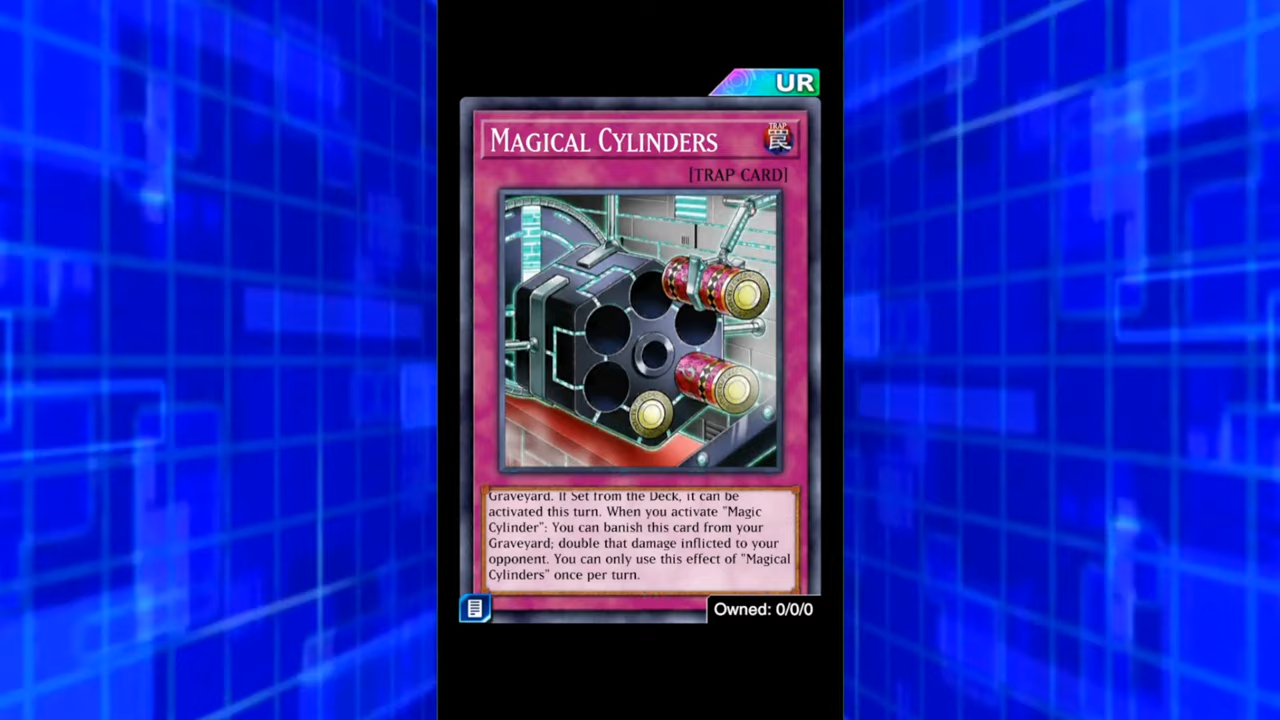 UR
MAGICAL CYLINDERS
TRAP
罠
[TRAP CARD]
Graveyard. If Set from the Deck, it can be
activated this turn. When you activate "Magic
Cylinder": You can banish this card from your
Graveyard; double that damage inflicted to your
opponent. You can only use this effect of "Magical
Cylinders" once per turn.
Owned: 0/0/0